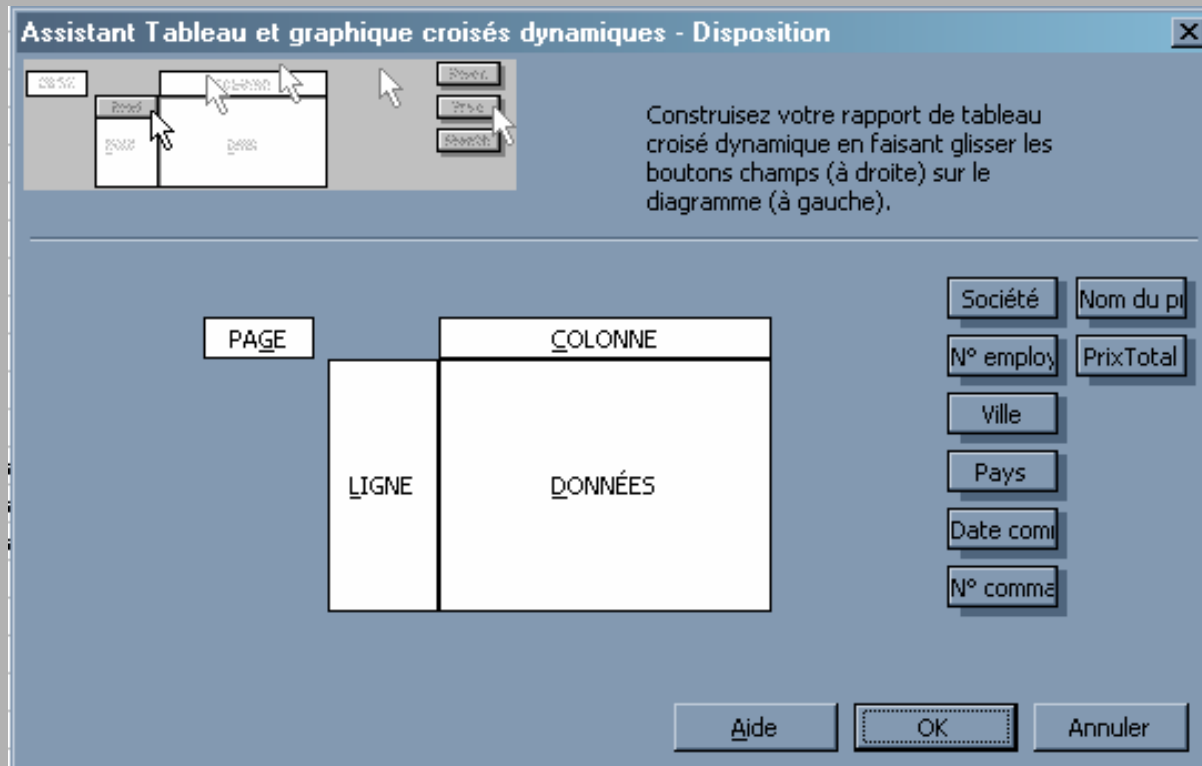 Assistant Tableau et graphique croisés dynamiques - Disposition
Construisez votre rapport de tableau
croisé dynamique en faisant glisser les
boutons champs (à droite) sur le
diagramme (à gauche).
PAGE
COLONNE
LIGNE
DONNÉES
Société
Nom du pr
N° employ
PrixTotal
Ville
Pays
Date com
N° comma
Aide
OK
Annuler